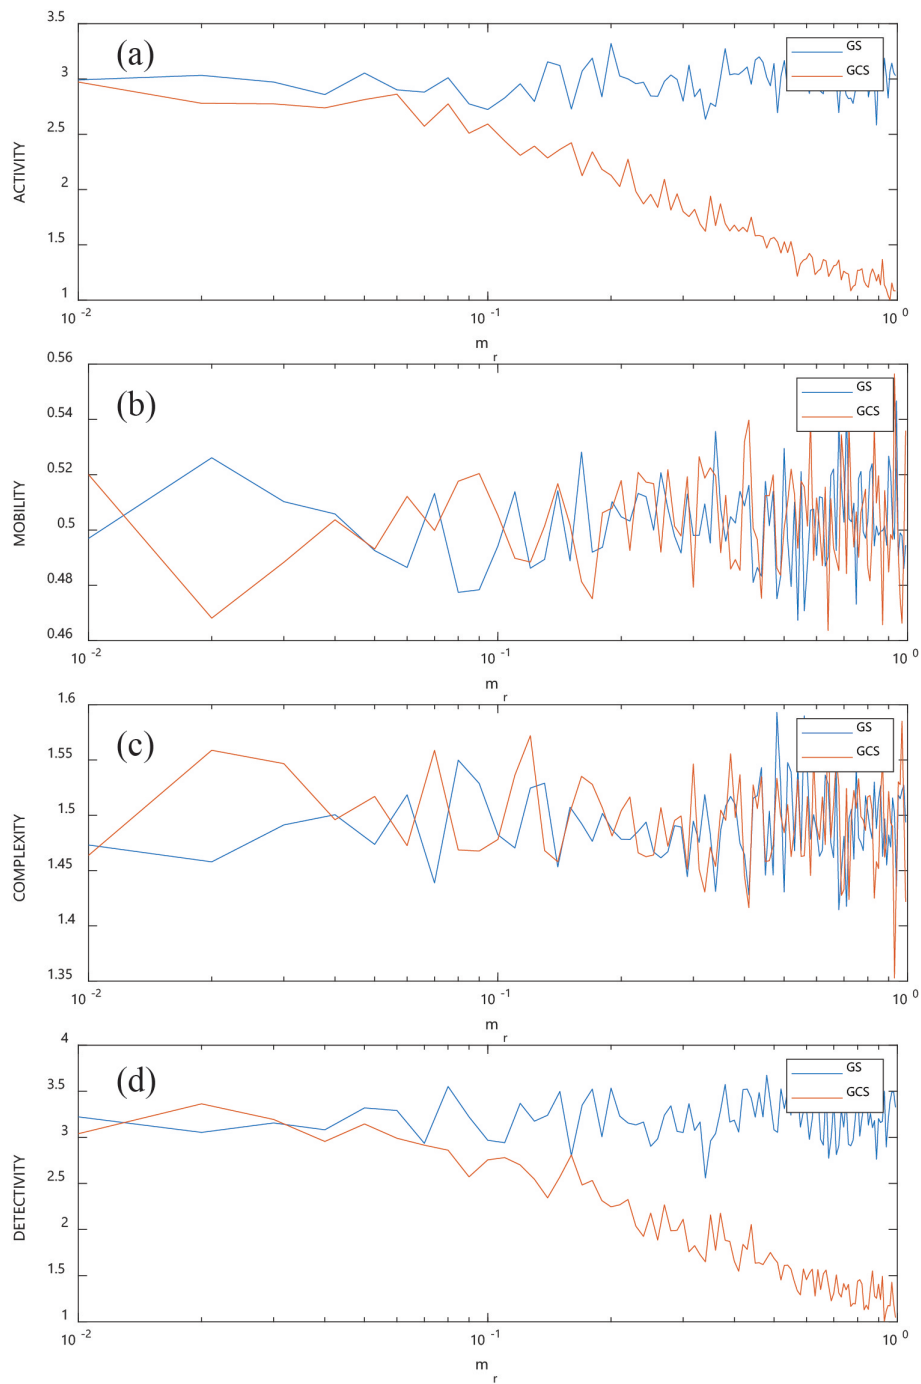 3.5
(a)
GS
GCS
3
2.5
2
1.5
1
ACTIVITY
10 -2
10 -1
10 0
m r
0.56
(b)
GS
GCS
0.54
0.52
0.5
0.48
0.46
MOBILITY
10 -2
10 -1
10 0
m r
1.6
(c)
GS
GCS
1.55
1.5
1.45
1.4
1.35
COMPLEXITY
10 -2
10 -1
10 0
m r
4
(d)
GS
GCS
3.5
3
2.5
2
1.5
1
DETECTIVITY
10 -2
10 -1
10 0
m r